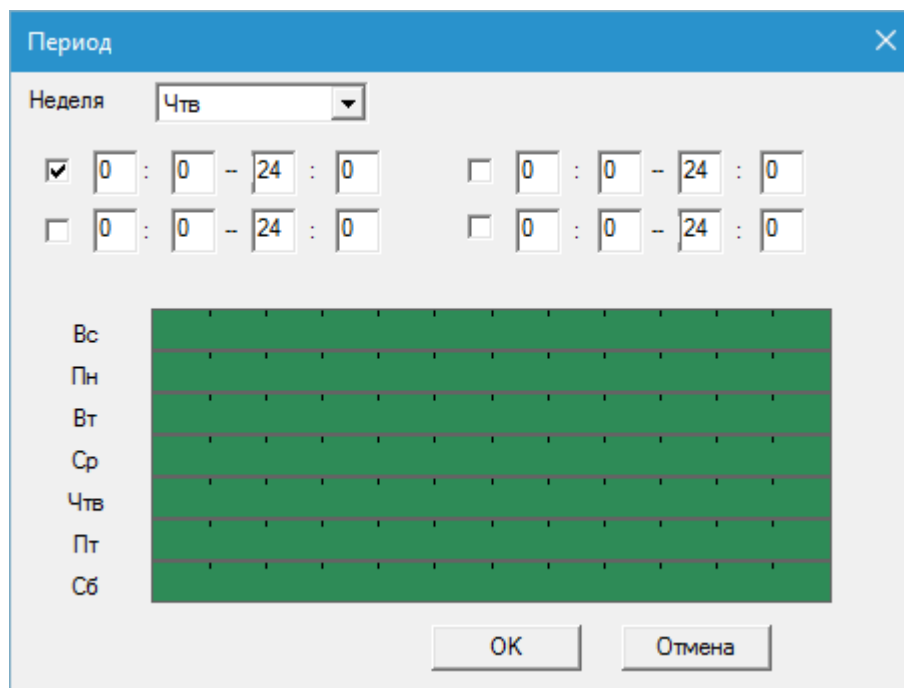 Период
Неделя Чтв
0 : 0 -- 24 : 0 0 : 0 -- 24 : 0
0 : 0 -- 24 : 0 0 : 0 -- 24 : 0
Вс
Пн
Вт
Ср
Чтв
Пт
Сб
OK Отмена